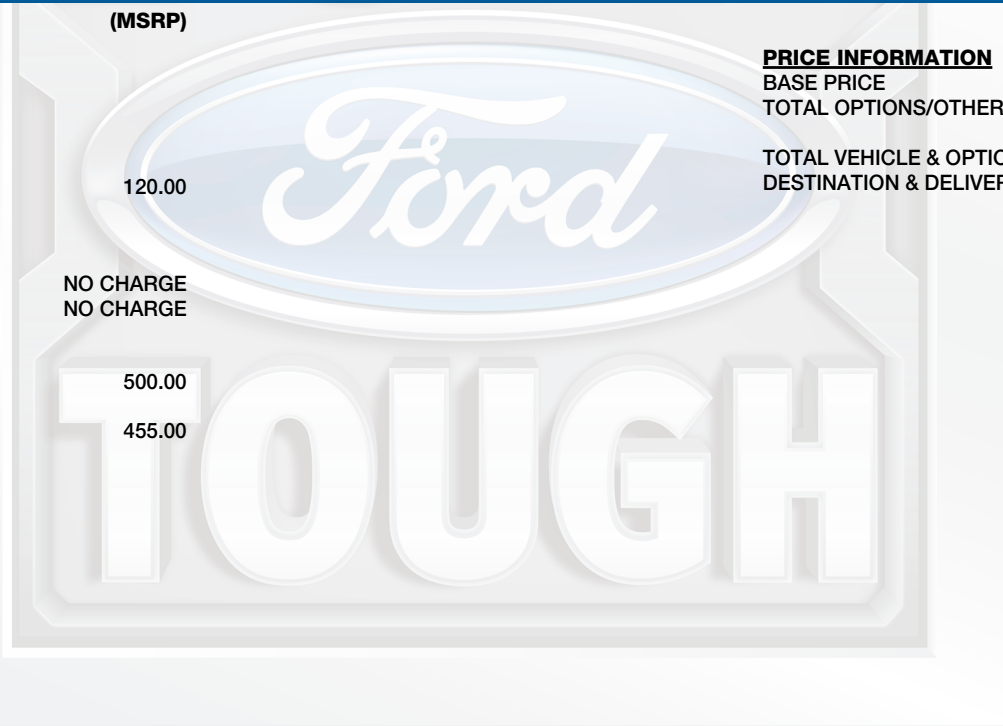 (MSRP)
120.00
NO CHARGE
NO CHARGE
500.00
455.00
PRICE INFORMATION
BASE PRICE
TOTAL OPTIONS/OTHER
TOTAL VEHICLE & OPTIO
DESTINATION & DELIVER
Ford
TOUGH